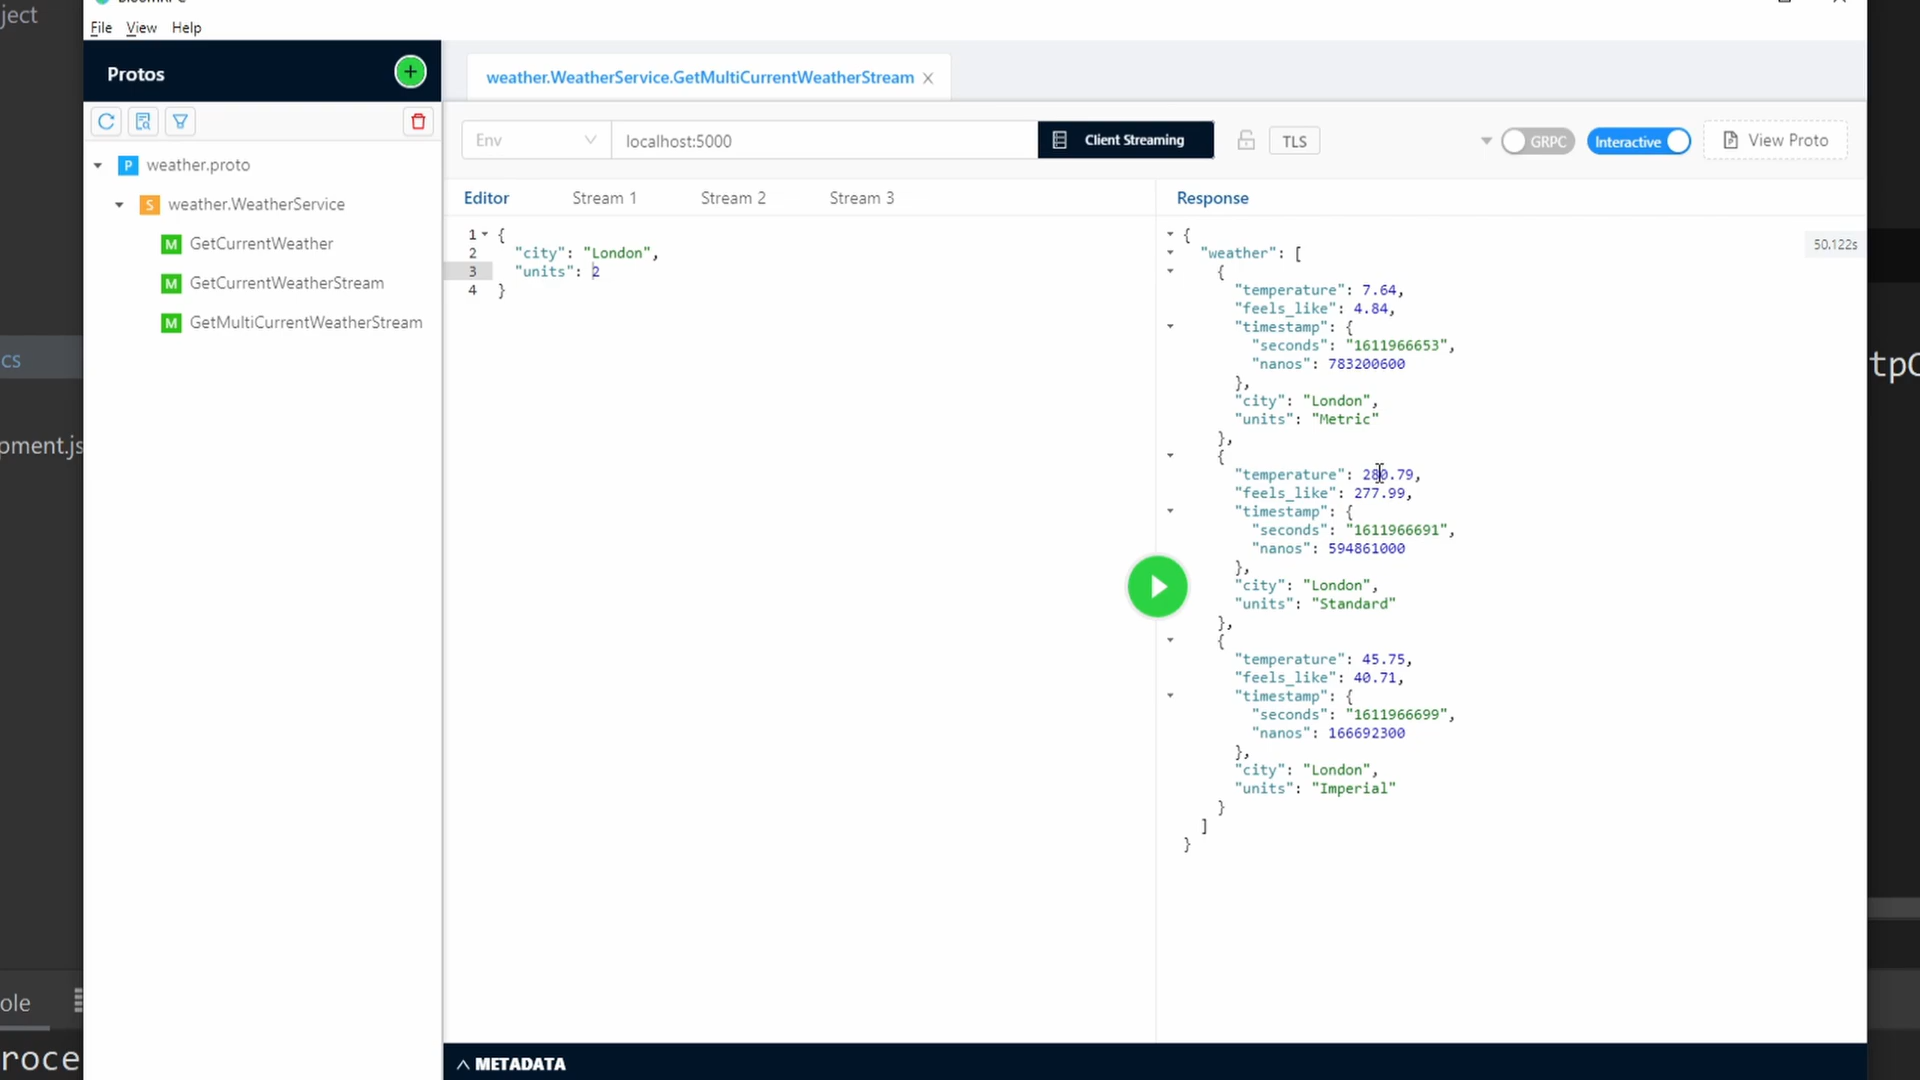 ject
File View Help
Protos
weather.WeatherService.GetMultiCurrentWeatherStream
Env
localhost:5000
Client Streaming
TLS
GRPC
Interactive
View Proto
weather.proto
weather.WeatherService
GetCurrentWeather
GetCurrentWeatherStream
GetMultiCurrentWeatherStream
Editor Stream 1 Stream 2 Stream 3
1 {
2 "city": "London",
3 "units": 2
4 }
Response
50.122s
{
"weather": [
{
"temperature": 7.64,
"feels_like": 4.84,
"timestamp": {
"seconds": "1611966653",
"nanos": 783200600
},
"city": "London",
"units": "Metric"
},
{
"temperature": 280.79,
"feels_like": 277.99,
"timestamp": {
"seconds": "1611966691",
"nanos": 594861000
},
"city": "London",
"units": "Standard"
},
{
"temperature": 45.75,
"feels_like": 40.71,
"timestamp": {
"seconds": "1611966699",
"nanos": 166692300
},
"city": "London",
"units": "Imperial"
}
]
}
METADATA
cs
pment.js
ole
roce